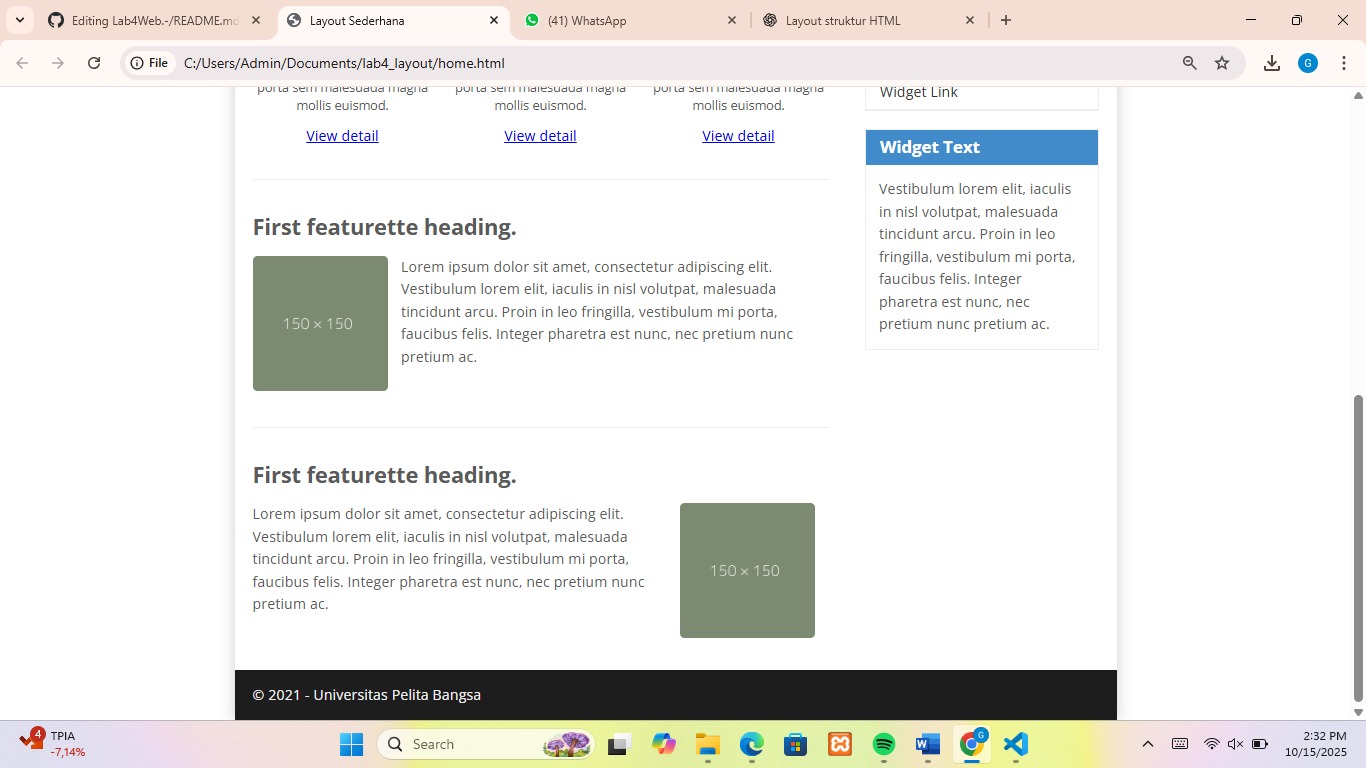 Editing Lab4Web.-/README.md
Layout Sederhana
(41) WhatsApp
Layout struktur HTML
File
C:/Users/Admin/Documents/lab4_layout/home.html
G
porta sem malesuada magna
mollis euismod.
View detail
porta sem malesuada magna
mollis euismod.
View detail
porta sem malesuada magna
mollis euismod.
View detail
Widget Link
Widget Text
Vestibulum lorem elit, iaculis
in nisl volutpat, malesuada
tincidunt arcu. Proin in leo
fringilla, vestibulum mi porta,
faucibus felis. Integer
pharetra est nunc, nec
pretium nunc pretium ac.
First featurette heading.
150 × 150
Lorem ipsum dolor sit amet, consectetur adipiscing elit.
Vestibulum lorem elit, iaculis in nisl volutpat, malesuada
tincidunt arcu. Proin in leo fringilla, vestibulum mi porta,
faucibus felis. Integer pharetra est nunc, nec pretium nunc
pretium ac.
First featurette heading.
Lorem ipsum dolor sit amet, consectetur adipiscing elit.
Vestibulum lorem elit, iaculis in nisl volutpat, malesuada
tincidunt arcu. Proin in leo fringilla, vestibulum mi porta,
faucibus felis. Integer pharetra est nunc, nec pretium nunc
pretium ac.
150 × 150
© 2021 - Universitas Pelita Bangsa
4
TPIA
-7,14%
Search
G
2:32 PM
10/15/2025